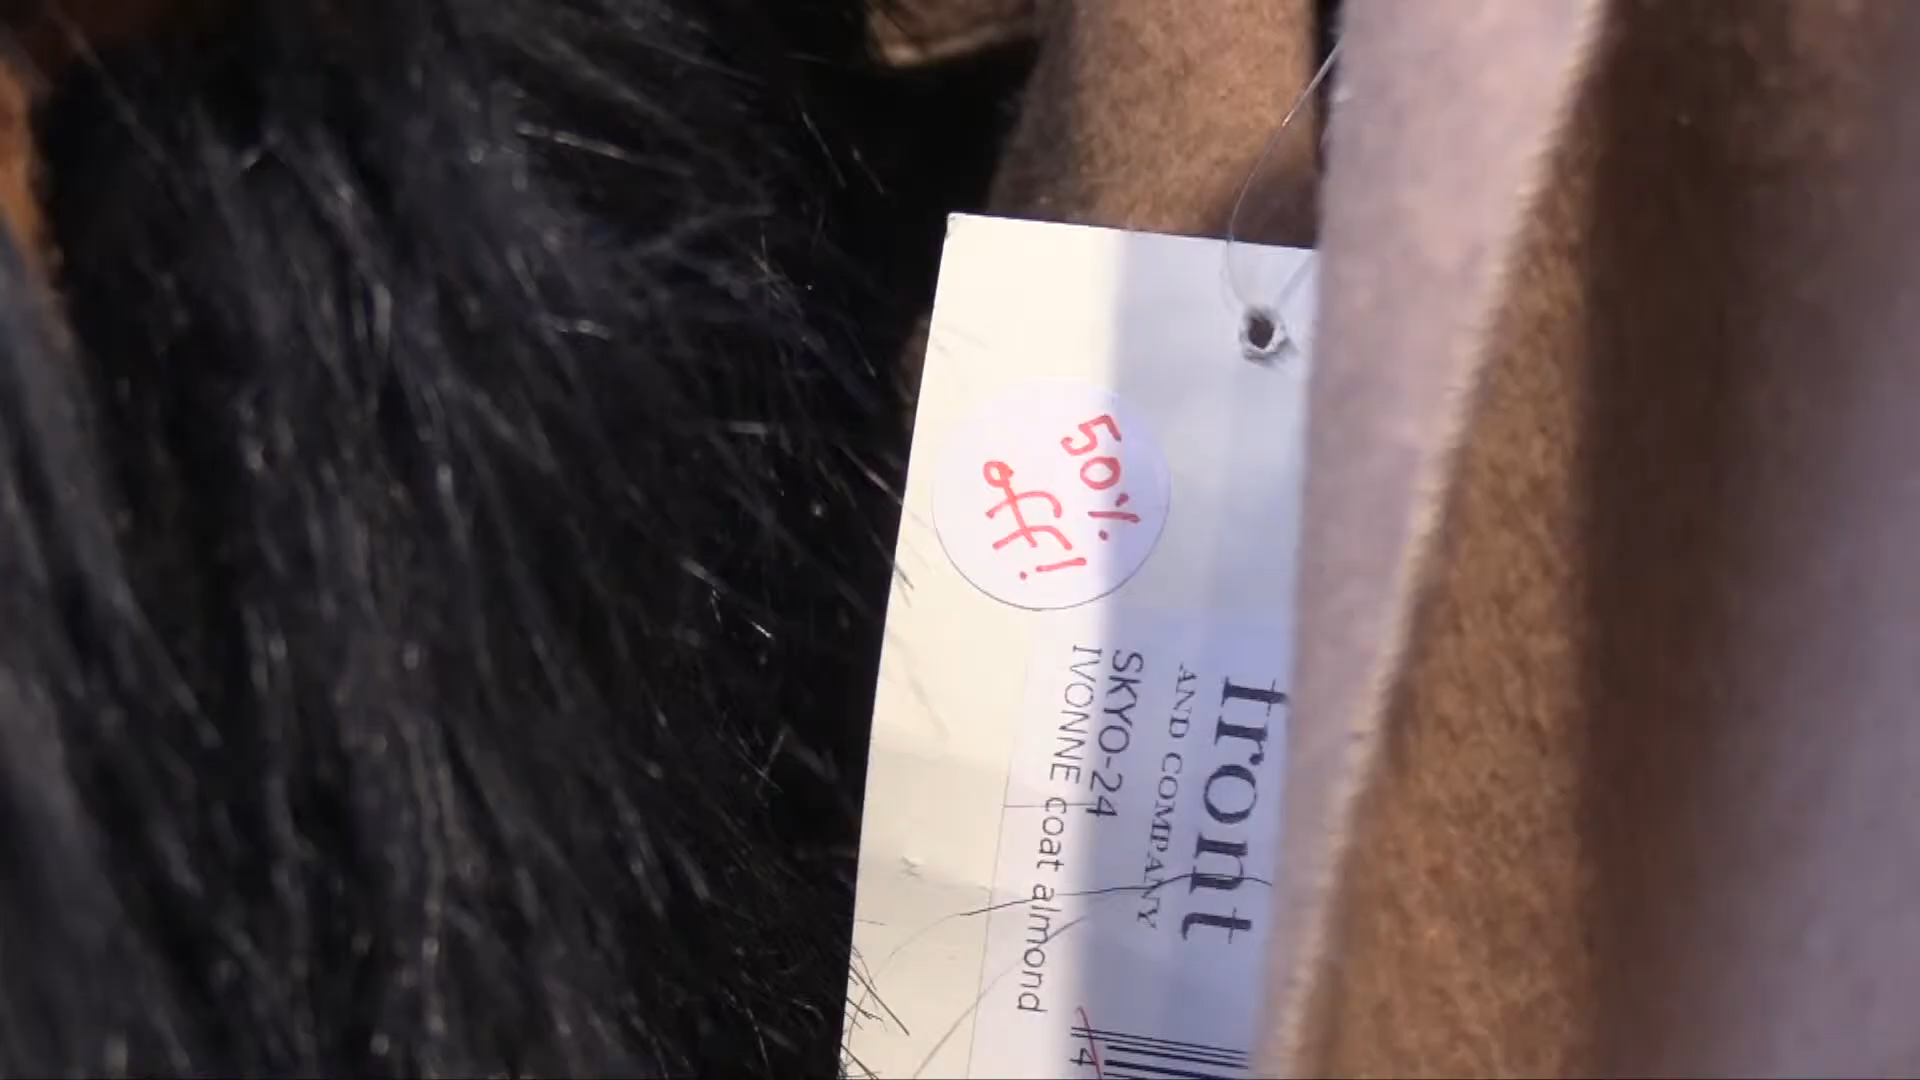 50%
off!
front
AND COMPANY
SKYO-24
IVONNE coat almond